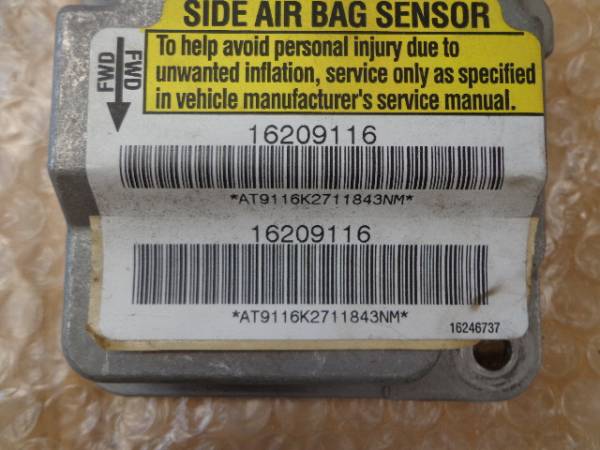 SIDE AIR BAG SENSOR
FWD
FWD
To help avoid personal injury due to
unwanted inflation, service only as specified
in vehicle manufacturer's service manual.
16209116
*AT9116K2711843NM*
16209116
*AT9116K2711843NM*
16246737